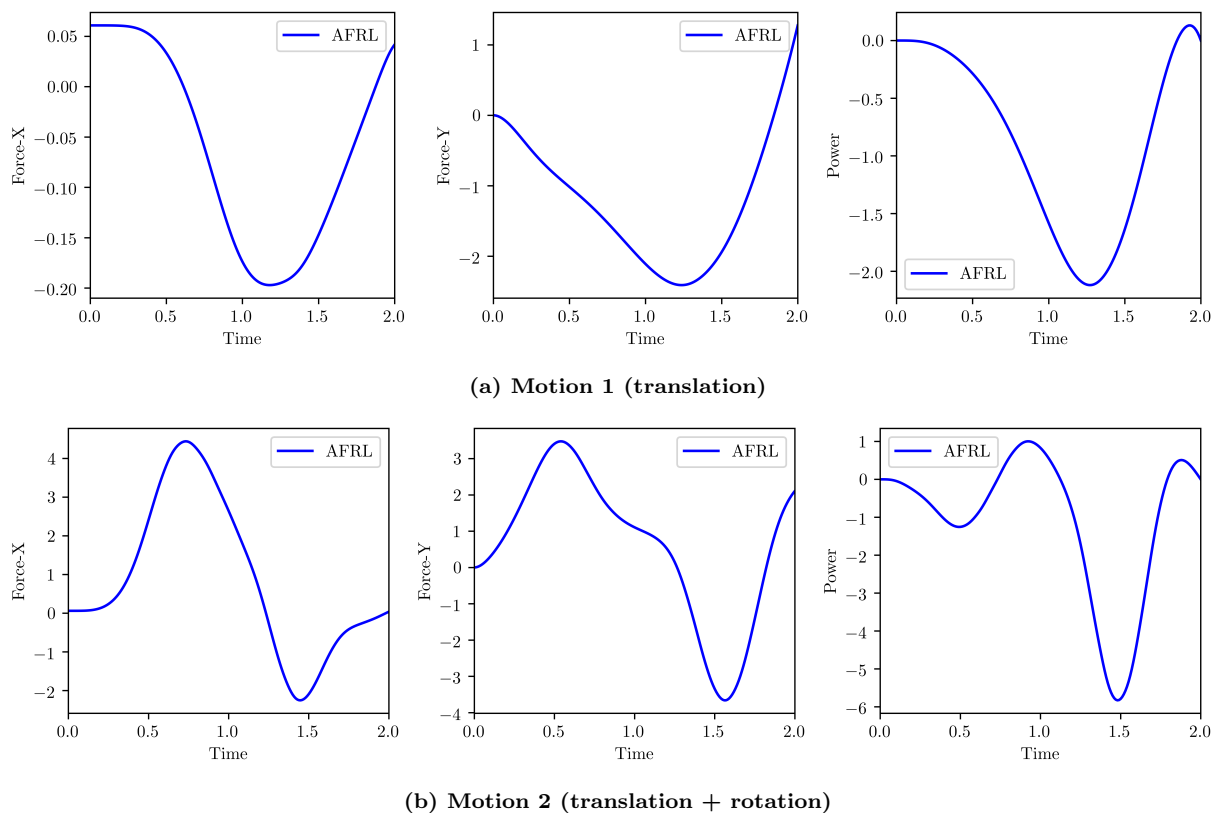 0.05
0.00
−0.05
−0.10
−0.15
−0.20
Force-X
AFRL
0.0 0.5 1.0 1.5 2.0
Time
1
0
−1
−2
Force-Y
AFRL
0.0 0.5 1.0 1.5 2.0
Time
0.0
−0.5
−1.0
−1.5
−2.0
Power
AFRL
0.0 0.5 1.0 1.5 2.0
Time
(a) Motion 1 (translation)
4
3
2
1
0
−1
−2
Force-X
AFRL
0.0 0.5 1.0 1.5 2.0
Time
3
2
1
0
−1
−2
−3
−4
Force-Y
AFRL
0.0 0.5 1.0 1.5 2.0
Time
1
0
−1
−2
−3
−4
−5
−6
Power
AFRL
0.0 0.5 1.0 1.5 2.0
Time
(b) Motion 2 (translation + rotation)